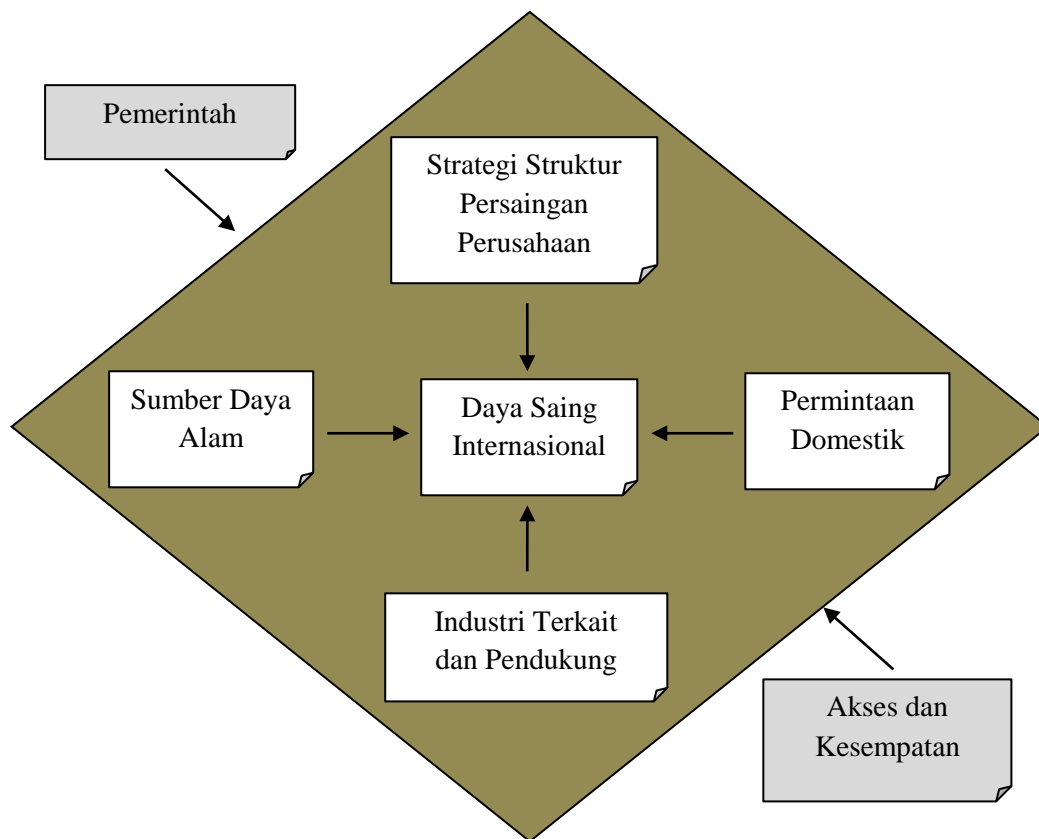 Pemerintah
Strategi Struktur
Persaingan
Perusahaan
Sumber Daya
Alam
Daya Saing
Internasional
Permintaan
Domestik
Industri Terkait
dan Pendukung
Akses dan
Kesempatan